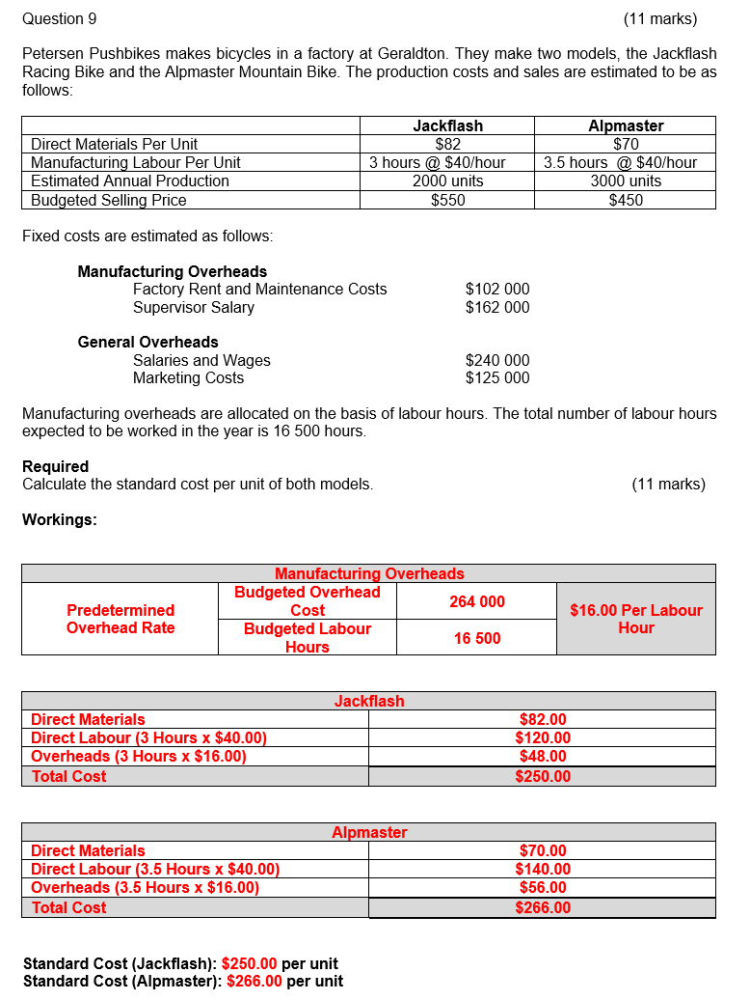 Question 9 (11 marks)
Petersen Pushbikes makes bicycles in a factory at Geraldton. They make two models, the Jackflash
Racing Bike and the Alpmaster Mountain Bike. The production costs and sales are estimated to be as
follows:
Jackflash Alpmaster
Direct Materials Per Unit $82 $70
Manufacturing Labour Per Unit 3 hours @ $40/hour 3.5 hours @ $40/hour
Estimated Annual Production 2000 units 3000 units
Budgeted Selling Price $550 $450
Fixed costs are estimated as follows:
Manufacturing Overheads
Factory Rent and Maintenance Costs $102 000
Supervisor Salary $162 000
General Overheads
Salaries and Wages $240 000
Marketing Costs $125 000
Manufacturing overheads are allocated on the basis of labour hours. The total number of labour hours
expected to be worked in the year is 16 500 hours.
Required
Calculate the standard cost per unit of both models. (11 marks)
Workings:
Manufacturing Overheads
Predetermined
Overhead Rate
Budgeted Overhead
Cost
264 000
Budgeted Labour
Hours
16 500
$16.00 Per Labour
Hour
Jackflash
Direct Materials $82.00
Direct Labour (3 Hours x $40.00) $120.00
Overheads (3 Hours x $16.00) $48.00
Total Cost $250.00
Alpmaster
Direct Materials $70.00
Direct Labour (3.5 Hours x $40.00) $140.00
Overheads (3.5 Hours x $16.00) $56.00
Total Cost $266.00
Standard Cost (Jackflash): $250.00 per unit
Standard Cost (Alpmaster): $266.00 per unit